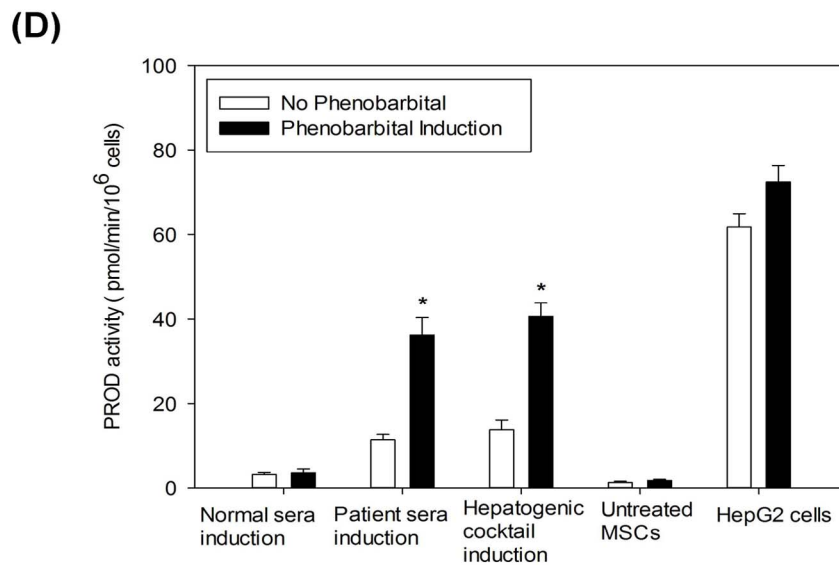 (D)
100
80
60
40
20
0
PROD activity ( pmol/min/10⁶ cells)
No Phenobarbital
Phenobarbital Induction
*
*
Normal sera
induction
Patient sera
induction
Hepatogenic
cocktail
induction
Untreated
MSCs
HepG2 cells